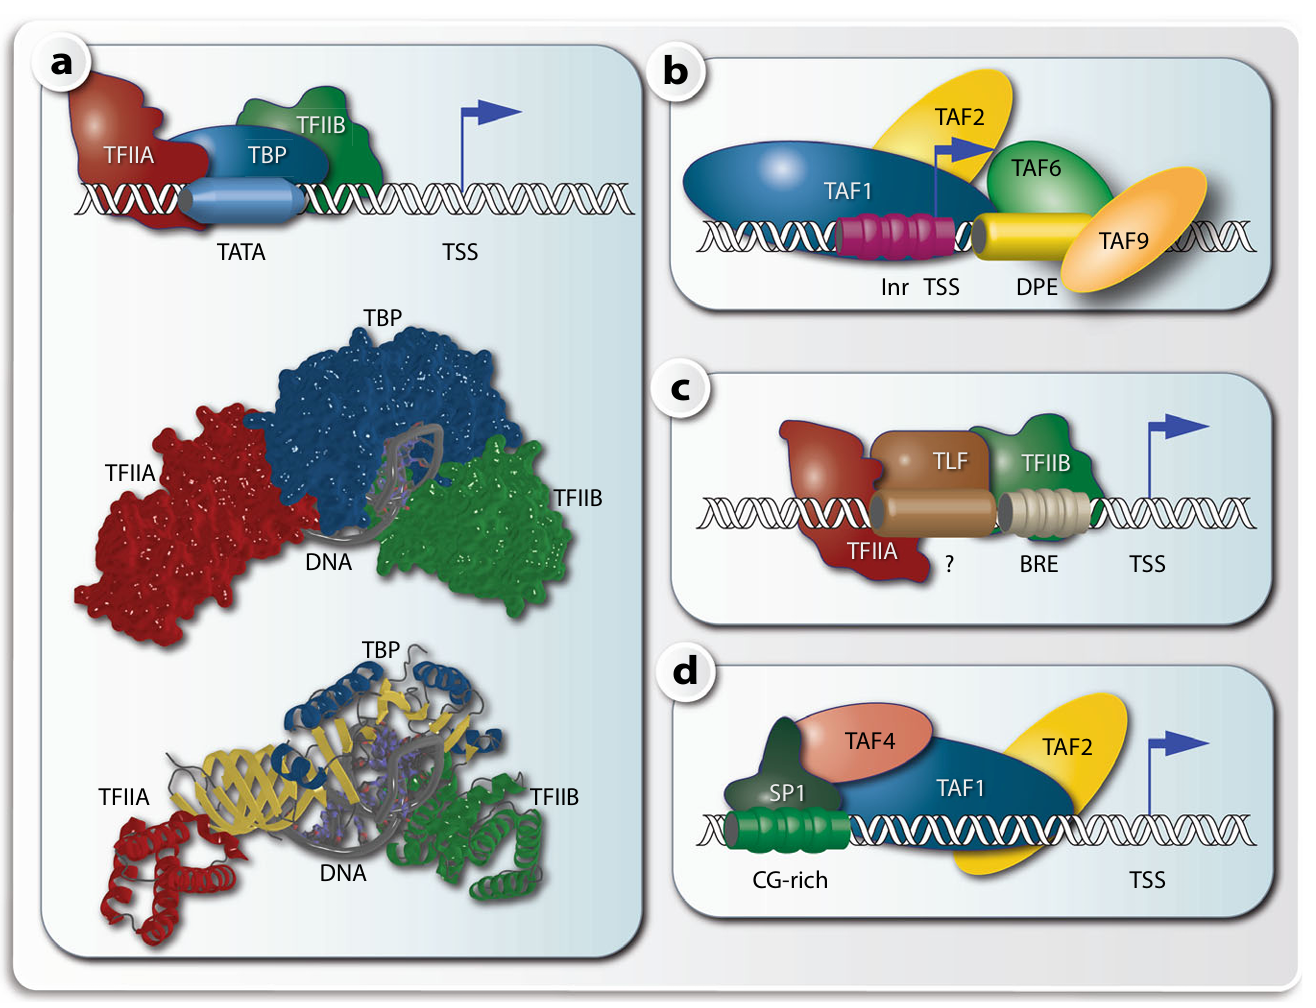 a
TFIIA
TBP
TFIIB
TATA
TSS
TBP
TFIIA
TFIIB
DNA
TBP
TFIIA
TFIIB
DNA
b
TAF2
TAF6
TAF1
TAF9
Inr TSS DPE
c
TLF
TFIIB
TFIIA
? BRE TSS
d
TAF4
TAF2
SP1
TAF1
CG-rich
TSS